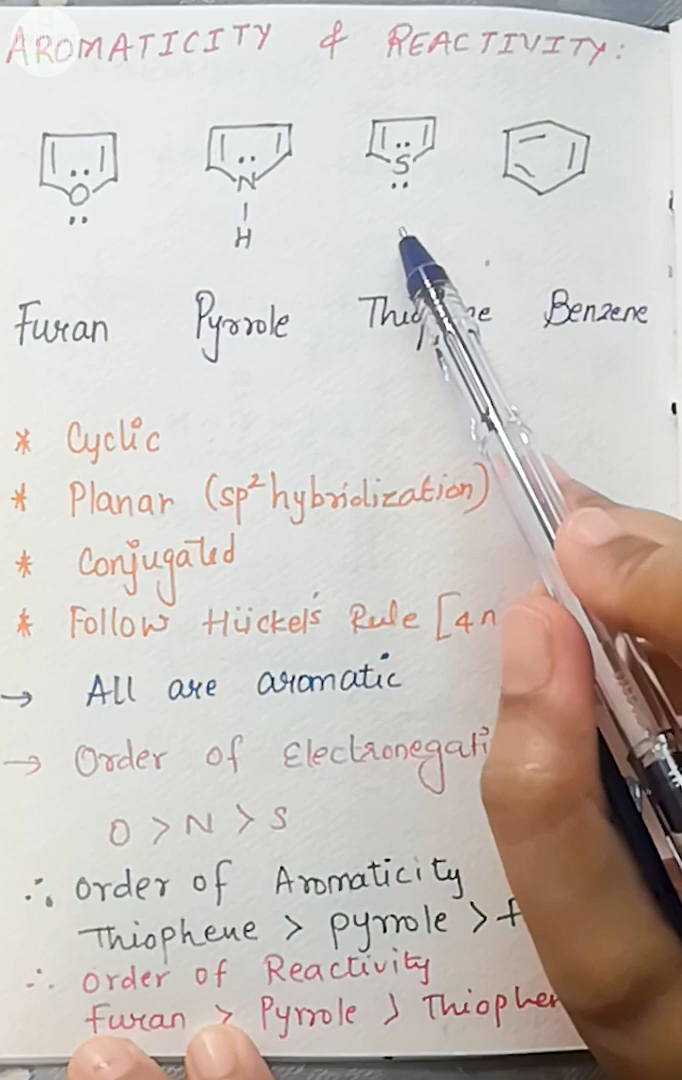 AROMATICITY & REACTIVITY:
O
N
H
S
Furan Pyrrole Benzene
* Cyclic
* Planar (sp² hybridization)
* Conjugated
* Follow Hückel's Rule [4n
→ All are aromatic
→ Order of Electronegati
O > N > S
∴ Order of Aromaticity
Thiophene > pyrrole > f
∴ Order of Reactivity
furan > Pyrrole > Thiophen